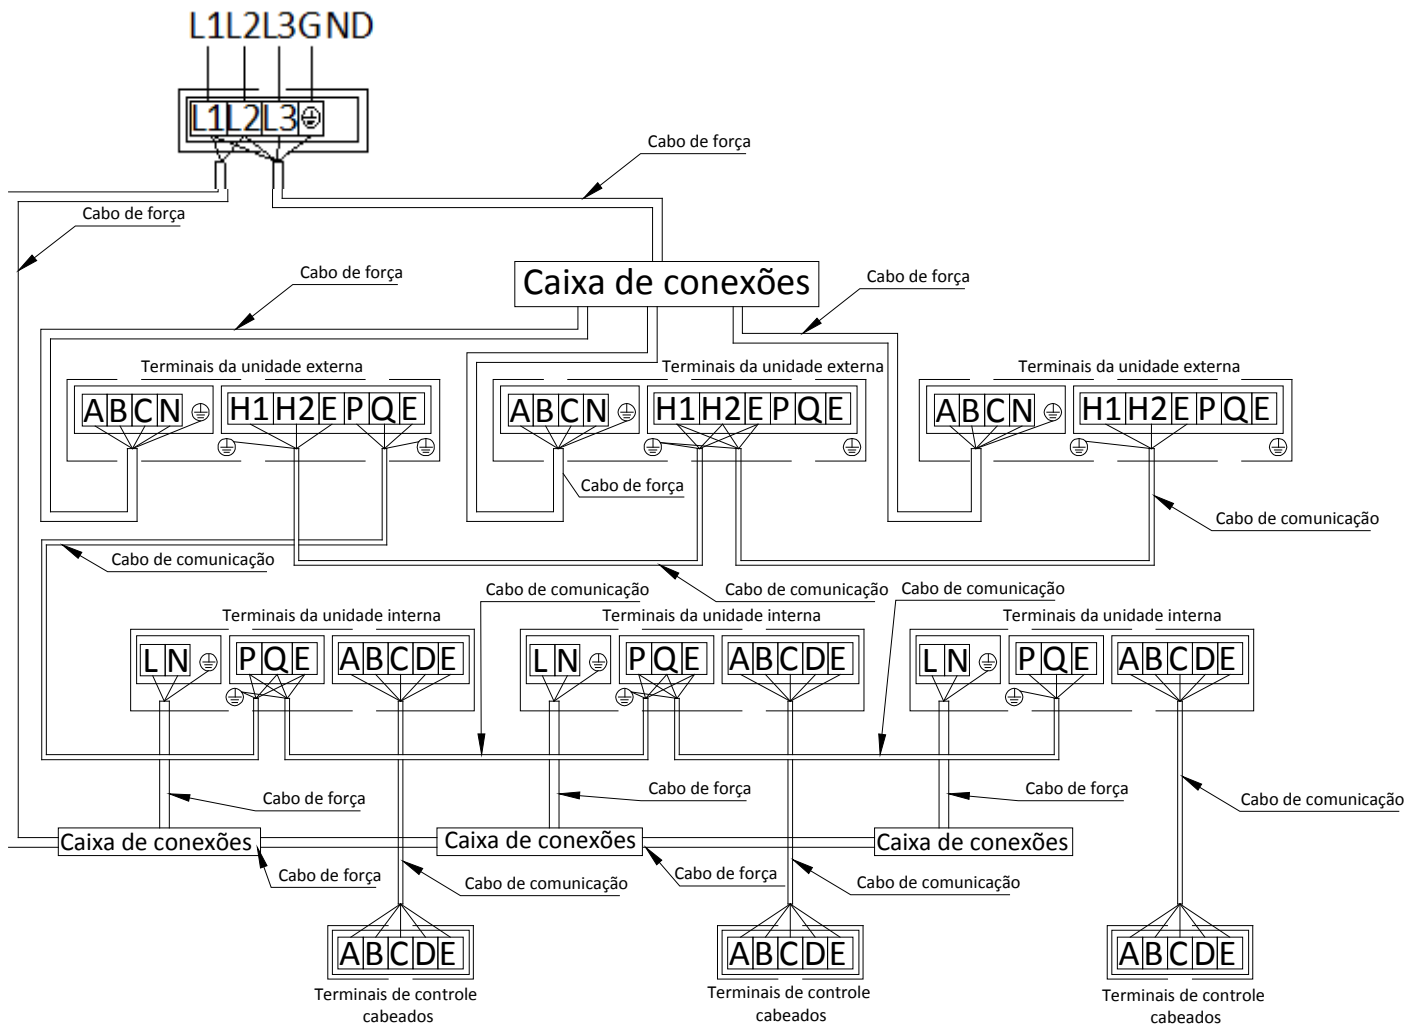 L1L2L3GND
L1L2L3
Cabo de força
Cabo de força
Caixa de conexões
Cabo de força
Cabo de força
Terminais da unidade externa
Terminais da unidade externa
Terminais da unidade externa
ABCN
H1H2EPQE
ABCN
H1H2EPQE
ABCN
H1H2EPQE
Cabo de força
Cabo de comunicação
Cabo de comunicação
Cabo de comunicação
Cabo de comunicação
Cabo de comunicação
Terminais da unidade interna
Terminais da unidade interna
Terminais da unidade interna
LN
PQE
ABCDE
LN
PQE
ABCDE
LN
PQE
ABCDE
Cabo de força
Cabo de força
Cabo de força
Cabo de comunicação
Caixa de conexões
Caixa de conexões
Caixa de conexões
Cabo de força
Cabo de comunicação
Cabo de força
Cabo de comunicação
ABCDE
ABCDE
ABCDE
Terminais de controle
cabeados
Terminais de controle
cabeados
Terminais de controle
cabeados